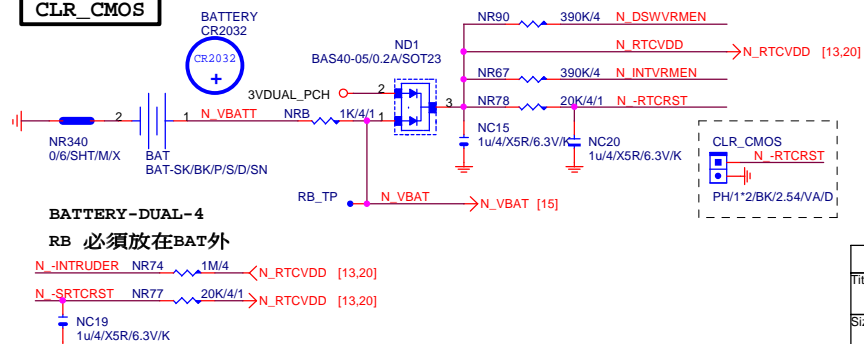 CLR_CMOS
BATTERY
CR2032
CR2032
+
ND1
BAS40-05/0.2A/SOT23
NR90 390K/4 N_DSWVRMEN
N_RTCVDD N_RTCVDD [13,20]
3VDUAL_PCH 2
NR67 390K/4 N_INTVRMEN
2 1 N_VBATT NRB 1K/4/1 1 3 NR78 20K/4/1 N_-RTCRST
NR340
0/6/SHT/M/X
BAT
BAT-SK/BK/P/S/D/SN
NC15
1u/4/X5R/6.3V/K
NC20
1u/4/X5R/6.3V/K
CLR_CMOS
N_-RTCRST
PH/1*2/BK/2.54/VA/D
RB_TP N_VBAT N_VBAT [15]
BATTERY-DUAL-4
RB 必須放在BAT外
N_-INTRUDER NR74 1M/4 N_RTCVDD [13,20]
N_-SRTCRST NR77 20K/4/1 N_RTCVDD [13,20]
NC19
1u/4/X5R/6.3V/K